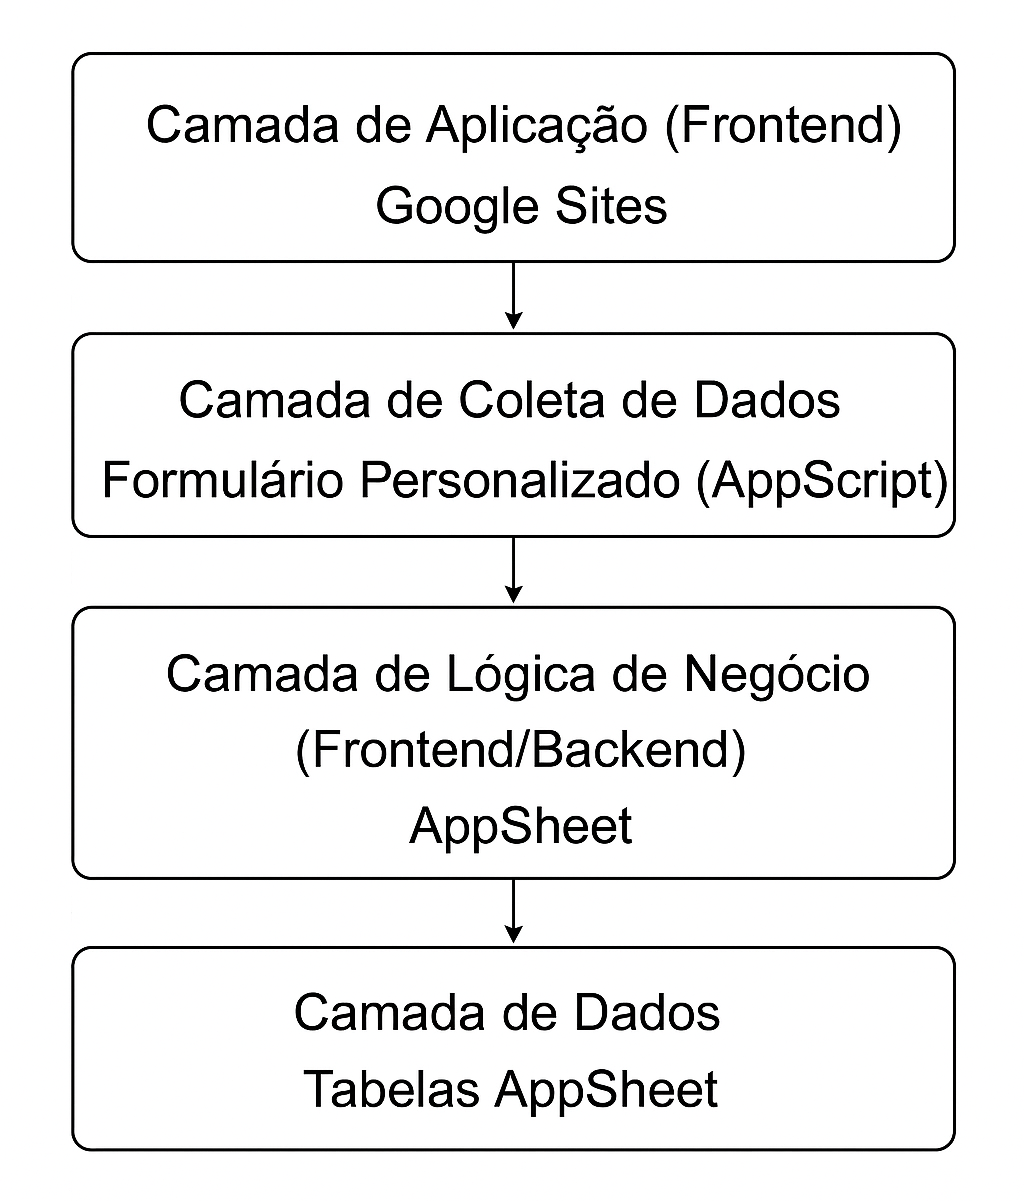 Camada de Aplicação (Frontend)
Google Sites
Camada de Coleta de Dados
Formulário Personalizado (AppScript)
Camada de Lógica de Negócio
(Frontend/Backend)
AppSheet
Camada de Dados
Tabelas AppSheet